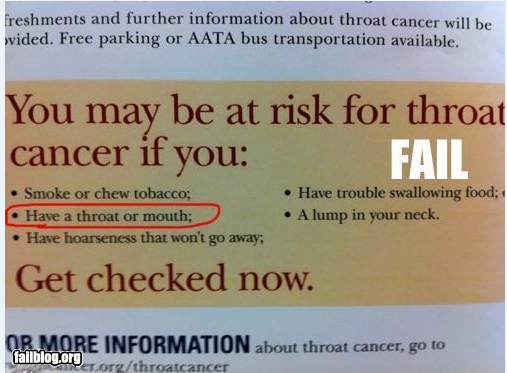 freshments and further information about throat cancer will be
ovided. Free parking or AATA bus transportation available.
You may be at risk for throat
cancer if you:
FAIL
• Smoke or chew tobacco;
• Have a throat or mouth;
• Have hoarseness that won't go away;
• Have trouble swallowing food;
• A lump in your neck.
Get checked now.
OR MORE INFORMATION about throat cancer, go to
failblog.org
cer.org/throatcancer